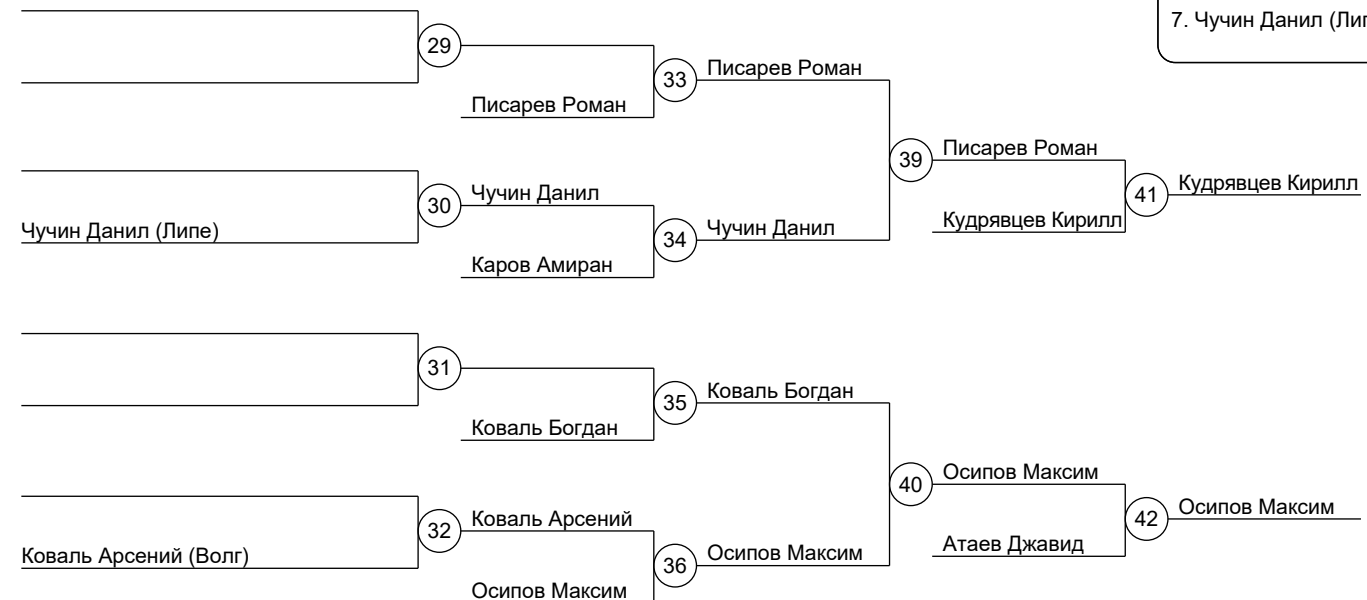 7. Чучин Данил (Лип
29
Писарев Роман
33
Писарев Роман
Писарев Роман
39
Кудрявцев Кирилл
41
Чучин Данил
30
Кудрявцев Кирилл
Чучин Данил (Липе)
Чучин Данил
34
Каров Амиран
31
Коваль Богдан
35
Коваль Богдан
Осипов Максим
40
Осипов Максим
42
Коваль Арсений
32
Атаев Джавид
Коваль Арсений (Волг)
Осипов Максим
36
Осипов Максим